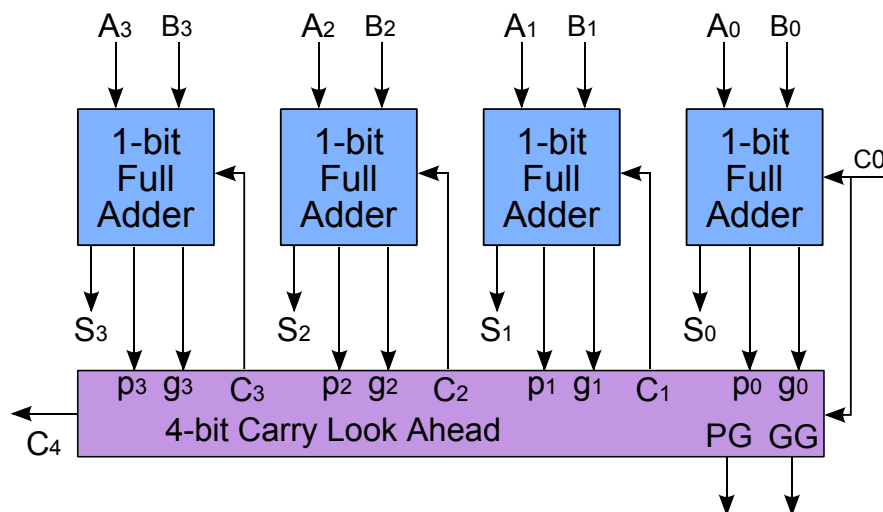 A3 B3 A2 B2 A1 B1 A0 B0
1-bit Full Adder
1-bit Full Adder
1-bit Full Adder
1-bit Full Adder
C0
S3 S2 S1 S0
p3 g3 C3 p2 g2 C2 p1 g1 C1 p0 g0
4-bit Carry Look Ahead
PG GG
C4